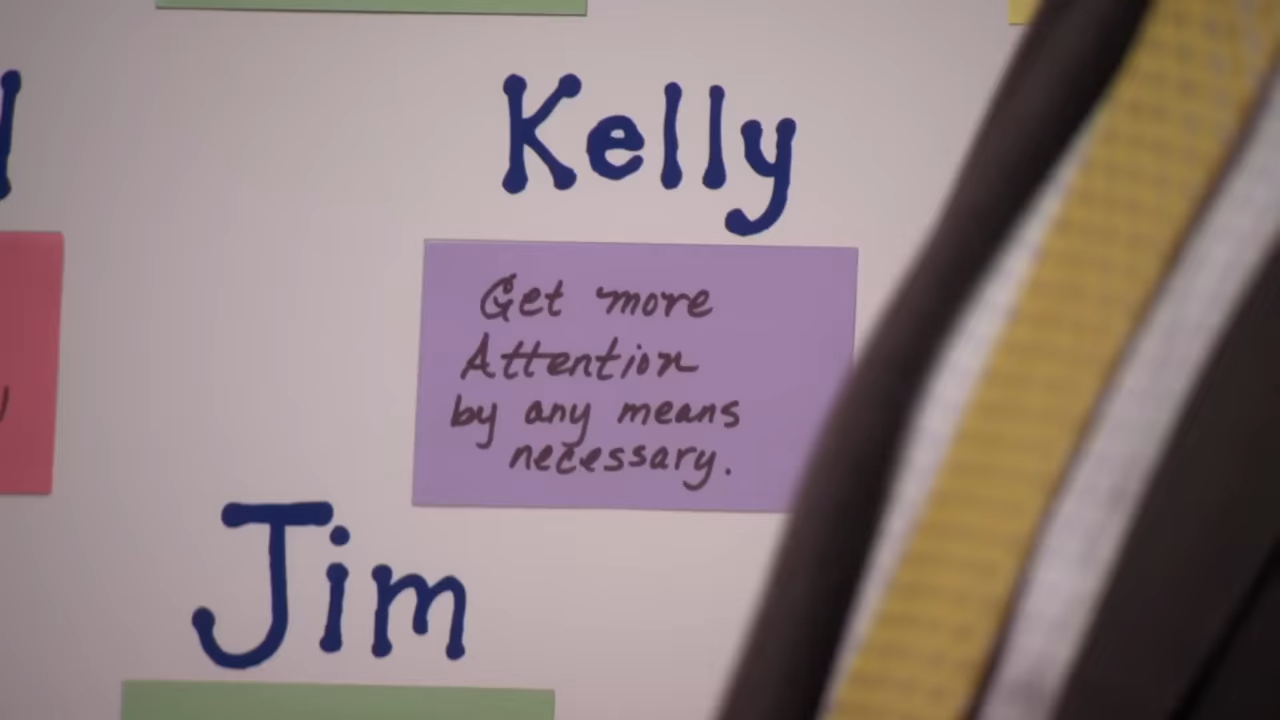 Kelly
Get more
Attention
by any means
necessary.
Jim